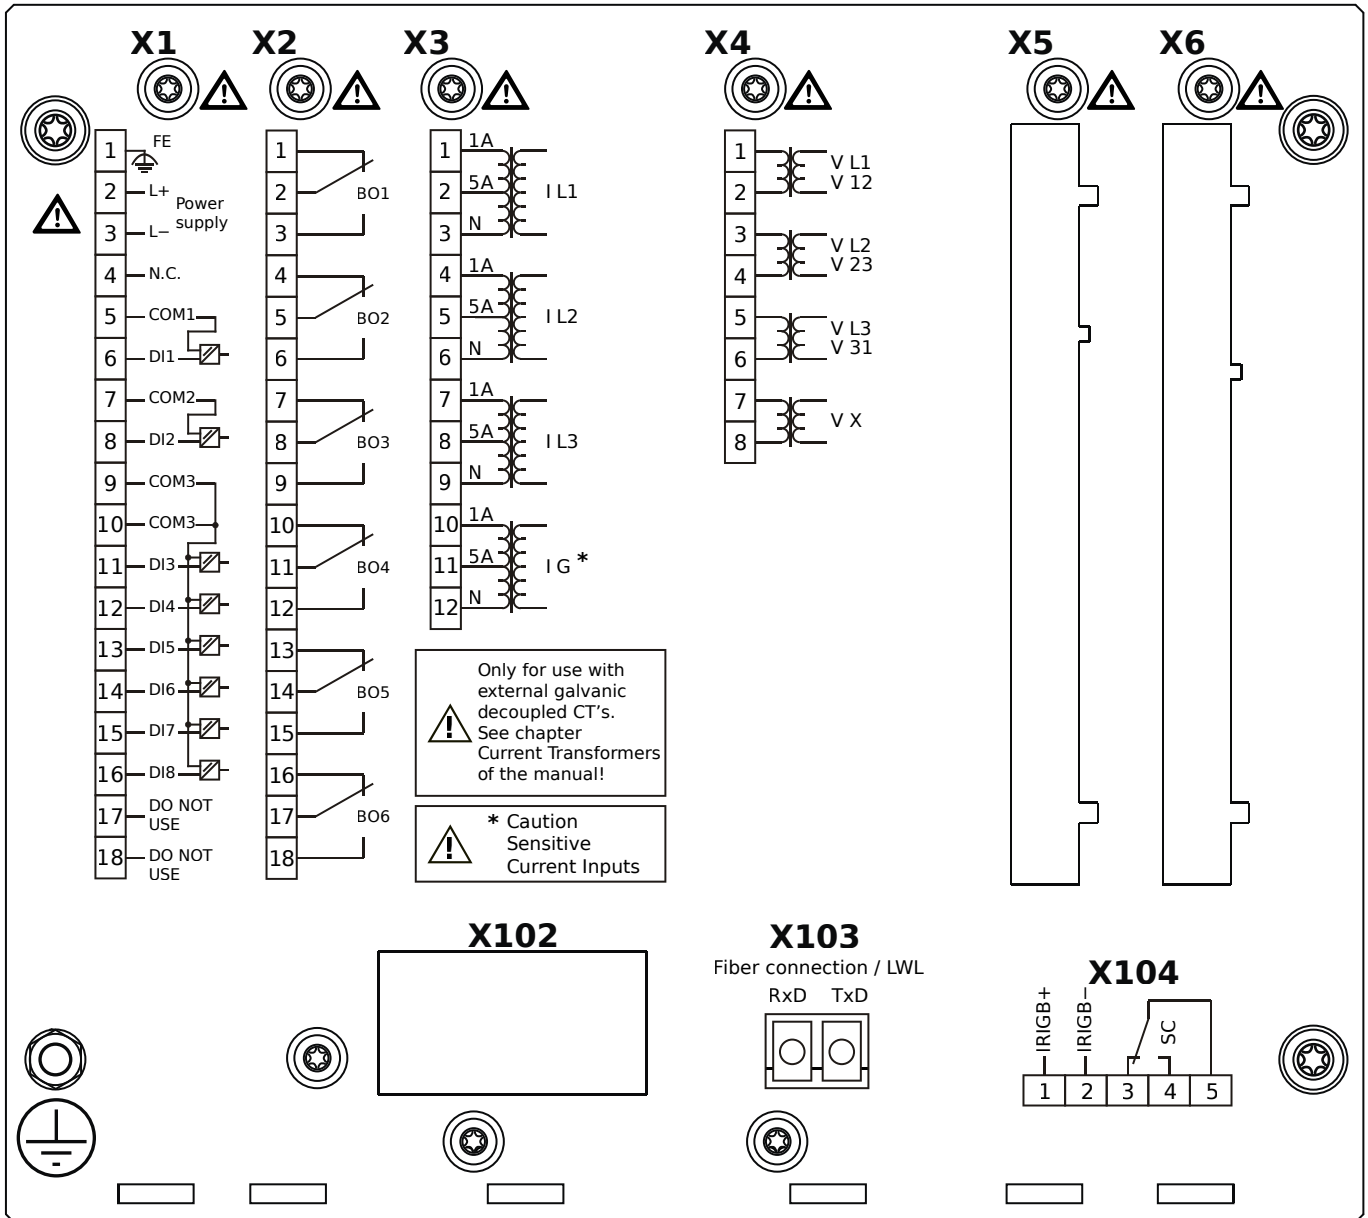 X1
X2
X3
X4
X5
X6
1
FE
2
L+
Power
supply
3
L−
4
N.C.
5
COM1
6
DI1
7
COM2
8
DI2
9
COM3
10
COM3
11
DI3
12
DI4
13
DI5
14
DI6
15
DI7
16
DI8
17
DO NOT
USE
18
DO NOT
USE
1
2
BO1
3
4
5
BO2
6
7
8
BO3
9
10
11
BO4
12
13
14
BO5
15
16
17
BO6
18
1
1A
2
5A
I L1
3
N
4
1A
5
5A
I L2
6
N
7
1A
8
5A
I L3
9
N
10
1A
11
5A
I G *
12
N
Only for use with
external galvanic
decoupled CT's.
See chapter
Current Transformers
of the manual!
* Caution
Sensitive
Current Inputs
1
V L1
2
V 12
3
V L2
4
V 23
5
V L3
6
V 31
7
V X
8
X102
X103
Fiber connection / LWL
RxD TxD
X104
IRIGB+
IRIGB−
SC
1 2 3 4 5